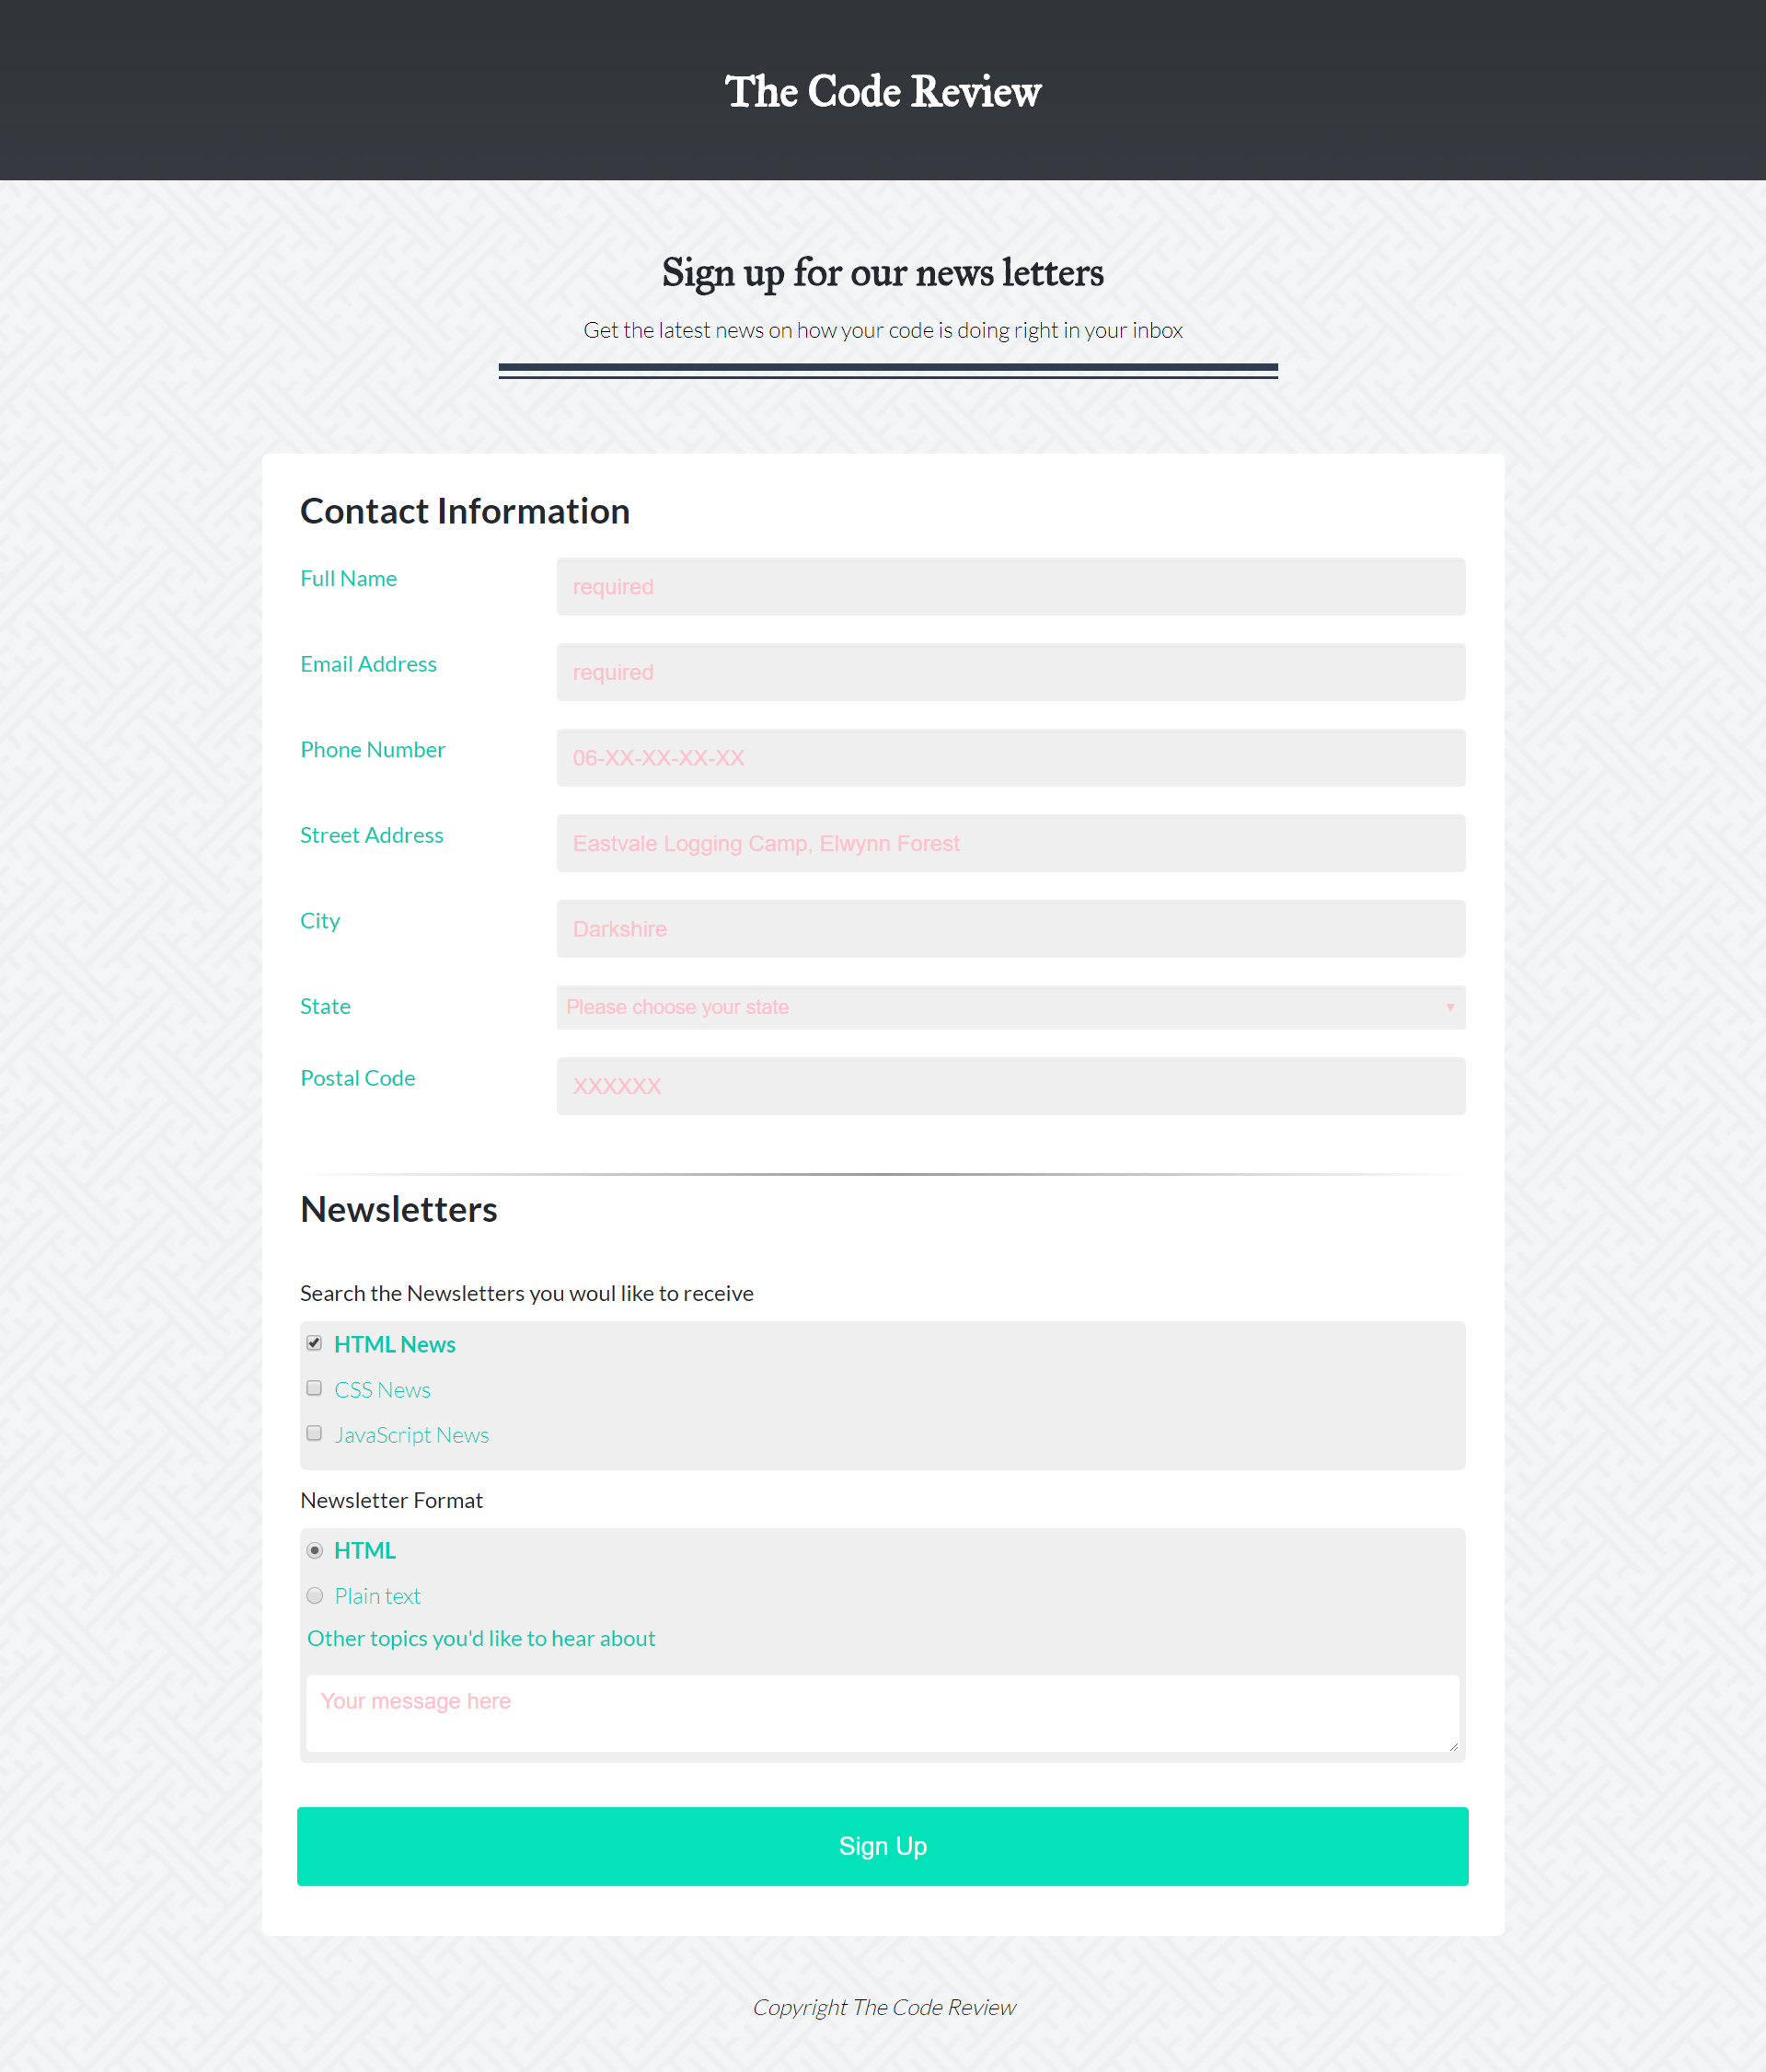 The Code Review
Sign up for our news letters
Get the latest news on how your code is doing right in your inbox
Contact Information
Full Name
required
Email Address
required
Phone Number
06-XX-XX-XX-XX
Street Address
Eastvale Logging Camp, Elwynn Forest
City
Darkshire
State
Please choose your state
Postal Code
XXXXXX
Newsletters
Search the Newsletters you woul like to receive
HTML News
CSS News
JavaScript News
Newsletter Format
HTML
Plain text
Other topics you'd like to hear about
Your message here
Sign Up
Copyright The Code Review